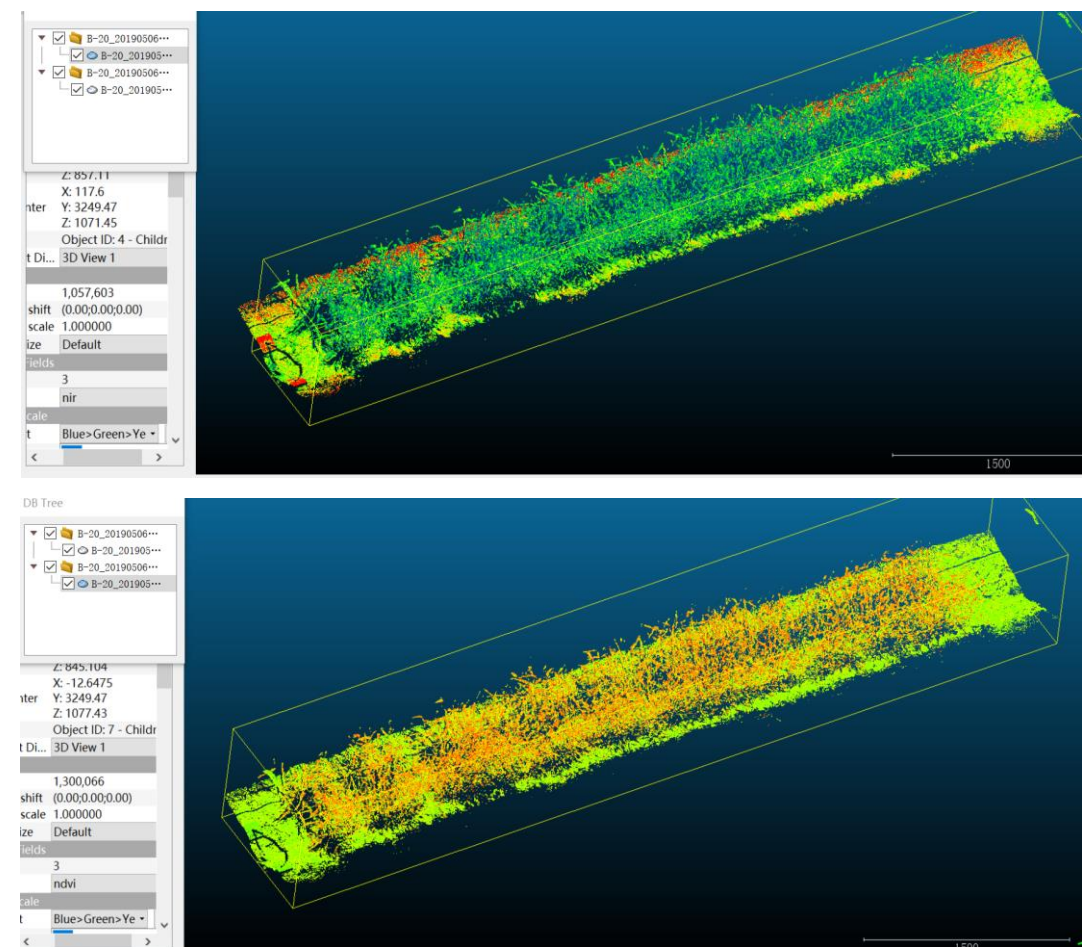 B-20_20190506···
B-20_201905···
B-20_20190506···
B-20_201905···
Z: 857.11
X: 117.6
nter Y: 3249.47
Z: 1071.45
Object ID: 4 - Childr
t Di... 3D View 1
1,057,603
shift (0.00;0.00;0.00)
scale 1.000000
ize Default
ields
3
nir
cale
t Blue>Green>Ye
1500
DB Tree
B-20_20190506···
B-20_201905···
B-20_20190506···
B-20_201905···
Z: 845.104
X: -12.6475
nter Y: 3249.47
Z: 1077.43
Object ID: 7 - Childr
t Di... 3D View 1
1,300,066
shift (0.00;0.00;0.00)
scale 1.000000
ize Default
ields
3
ndvi
cale
t Blue>Green>Ye
1500